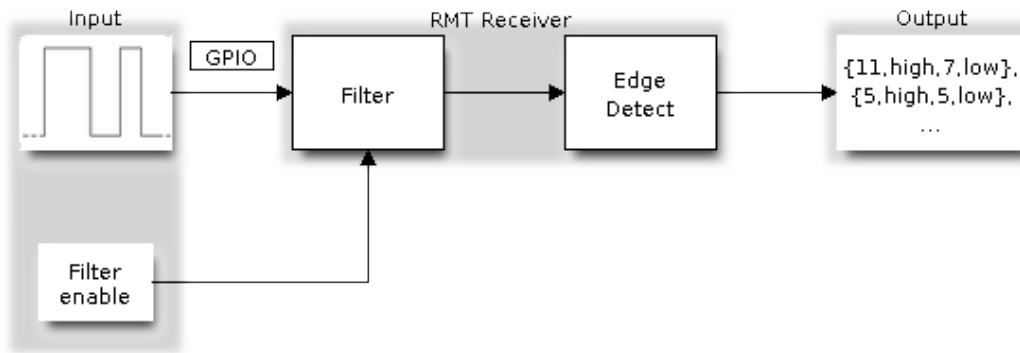 Input
RMT Receiver
Output
GPIO
Filter
Edge
Detect
{11,high,7,low},
{5,high,5,low},
...
Filter
enable